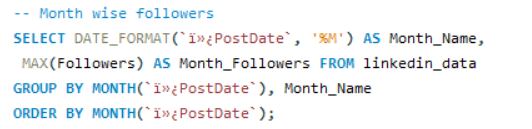 -- Month wise followers
SELECT DATE_FORMAT(`ï»¿PostDate`, '%M') AS Month_Name,
MAX(Followers) AS Month_Followers FROM linkedin_data
GROUP BY MONTH(`ï»¿PostDate`), Month_Name
ORDER BY MONTH(`ï»¿PostDate`);